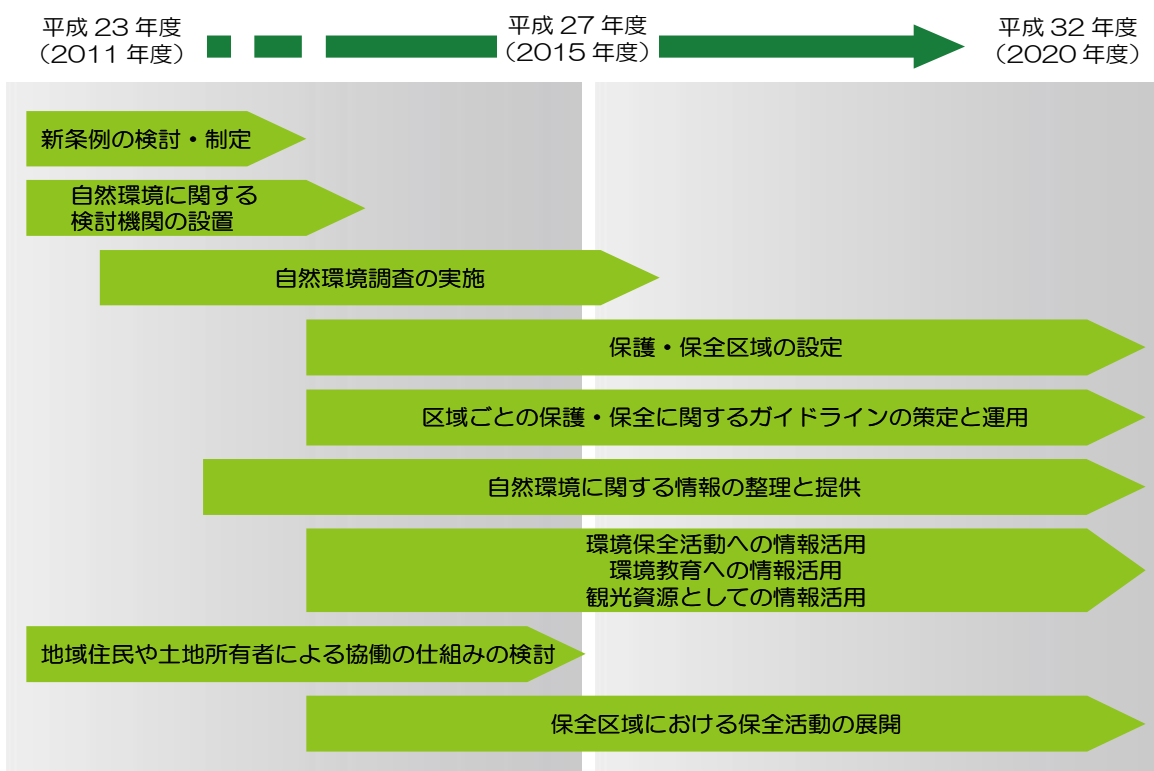 平成 23 年度
（2011 年度）
平成 27 年度
（2015 年度）
平成 32 年度
（2020 年度）
新条例の検討・制定
自然環境に関する
検討機関の設置
自然環境調査の実施
保護・保全区域の設定
区域ごとの保護・保全に関するガイドラインの策定と運用
自然環境に関する情報の整理と提供
環境保全活動への情報活用
環境教育への情報活用
観光資源としての情報活用
地域住民や土地所有者による協働の仕組みの検討
保全区域における保全活動の展開